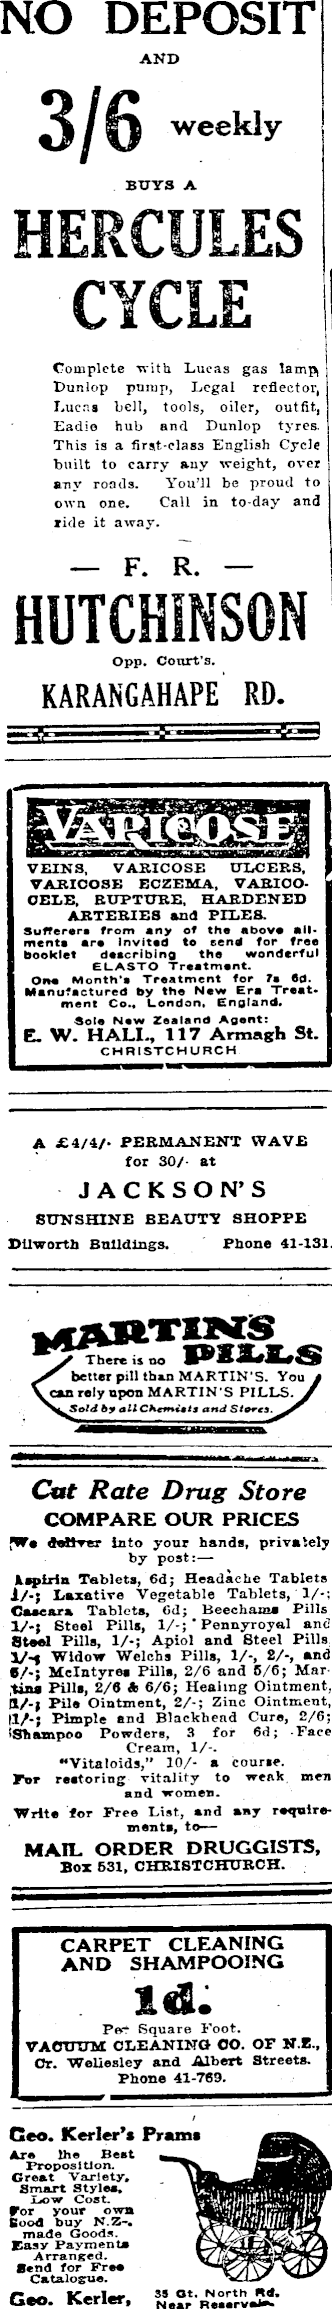 NO DEPOSIT
AND
3/6 weekly
BUYS A
HERCULES
CYCLE
Complete with Lucas gas lamp,
Dunlop pump, Legal reflector,
Lucas bell, tools, oiler, outfit,
Eadie hub and Dunlop tyres.
This is a first-class English Cycle
built to carry any weight, over
any roads. You'll be proud to
own one. Call in to-day and
ride it away.
— F. R. —
HUTCHINSON
Opp. Court's.
KARANGAHAPE RD.
VARICOSE
VEINS, VARICOSE ULCERS,
VARICOSE ECZEMA, VARICO-
CELE, RUPTURE, HARDENED
ARTERIES and PILES.
Sufferers from any of the above ail-
ments are invited to send for free
booklet describing the wonderful
ELASTO Treatment.
One Month's Treatment for 7s 6d.
Manufactured by the New Era Treat-
ment Co., London, England.
Sole New Zealand Agent:
E. W. HALL, 117 Armagh St.
CHRISTCHURCH
A £4/4/- PERMANENT WAVE
for 30/- at
JACKSON'S
SUNSHINE BEAUTY SHOPPE
Dilworth Buildings. Phone 41-131.
MARTIN'S
PILLS
There is no
better pill than MARTIN'S. You
can rely upon MARTIN'S PILLS.
Sold by all Chemists and Stores.
Cut Rate Drug Store
COMPARE OUR PRICES
We deliver into your hands, privately
by post:—
Aspirin Tablets, 6d; Headache Tablets
1/-; Laxative Vegetable Tablets, 1/-;
Cascara Tablets, 6d; Beechams Pills
1/-; Steel Pills, 1/-; Pennyroyal and
Steel Pills, 1/-; Apiol and Steel Pills
1/-; Widow Welchs Pills, 1/-, 2/-, and
6/-; McIntyres Pills, 2/6 and 5/6; Mar-
tins Pills, 2/6 & 6/6; Healing Ointment,
1/-; Pile Ointment, 2/-; Zinc Ointment,
1/-; Pimple and Blackhead Cure, 2/6;
Shampoo Powders, 3 for 6d; Face
Cream, 1/-.
"Vitaloids," 10/- a course.
For restoring vitality to weak men
and women.
Write for Free List, and any require-
ments, to—
MAIL ORDER DRUGGISTS,
Box 531, CHRISTCHURCH.
CARPET CLEANING
AND SHAMPOOING
1d.
Per Square Foot.
VACUUM CLEANING CO. OF N.Z.,
Cr. Wellesley and Albert Streets.
Phone 41-769.
Geo. Kerler's Prams
Are the Best
Proposition.
Great Variety,
Smart Styles,
Low Cost.
For your own
Good buy N.Z-.
made Goods.
Easy Payments
Arranged.
Send for Free
Catalogue.
Geo. Kerler, 35 Gt. North Rd.
Near Reservoir